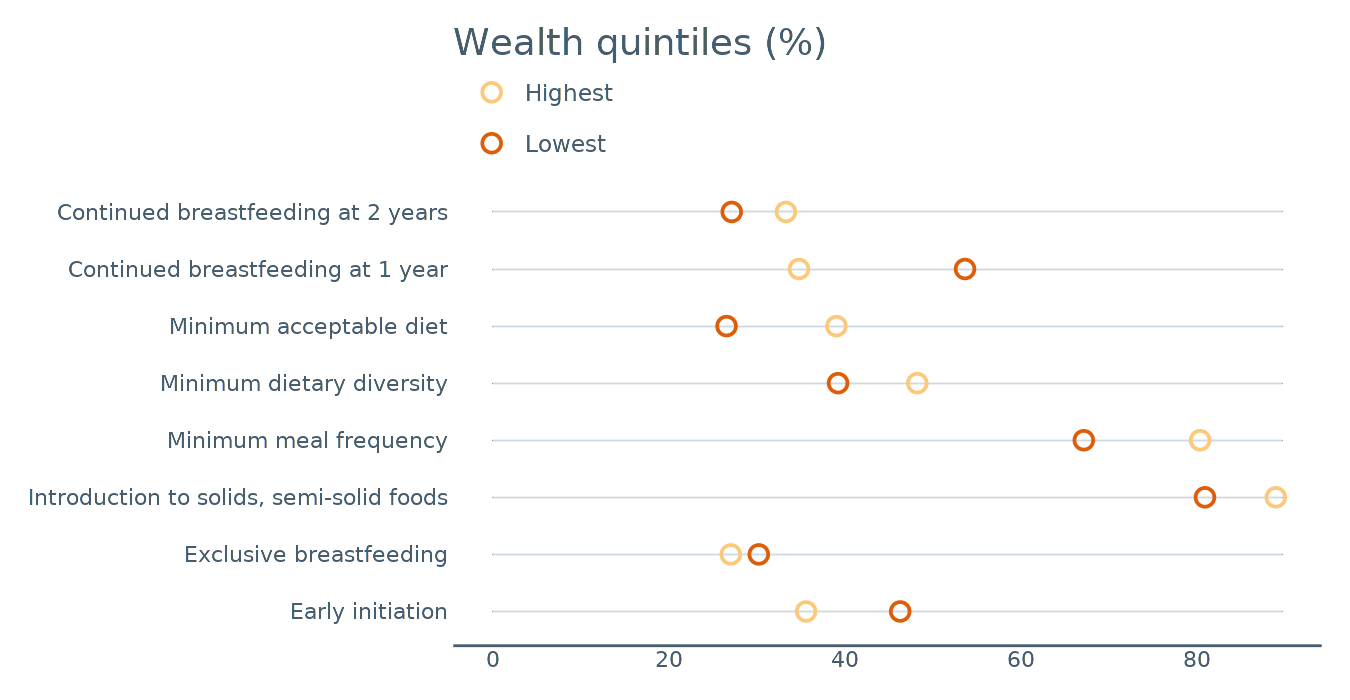 Wealth quintiles (%)
Highest
Lowest
Continued breastfeeding at 2 years
Continued breastfeeding at 1 year
Minimum acceptable diet
Minimum dietary diversity
Minimum meal frequency
Introduction to solids, semi-solid foods
Exclusive breastfeeding
Early initiation
0 20 40 60 80